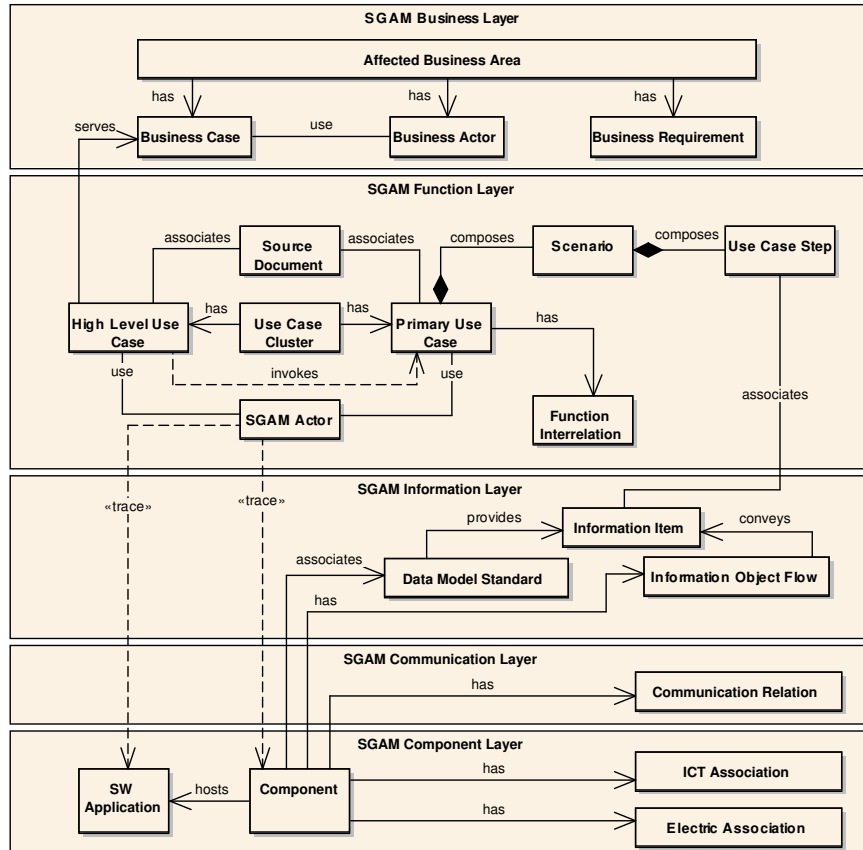 SGAM Business Layer
Affected Business Area
has
has
has
serves
Business Case
use
Business Actor
Business Requirement
SGAM Function Layer
associates
Source
Document
associates
composes
Scenario
composes
Use Case Step
High Level Use
Case
has
Use Case
Cluster
has
Primary Use
Case
has
use
invokes
use
associates
SGAM Actor
Function
Interrelation
SGAM Information Layer
«trace»
«trace»
provides
Information Item
conveys
associates
Data Model Standard
Information Object Flow
has
SGAM Communication Layer
has
Communication Relation
SGAM Component Layer
SW
Application
hosts
Component
has
ICT Association
has
Electric Association